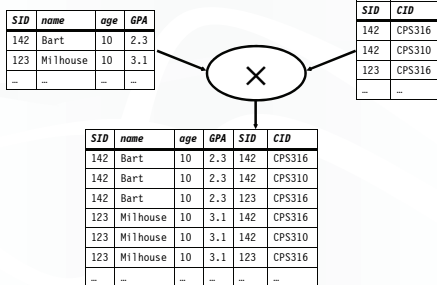 SID name age GPA
142 Bart 10 2.3
123 Milhouse 10 3.1
… … … …
SID CID
142 CPS316
142 CPS310
123 CPS316
… …
×
SID name age GPA SID CID
142 Bart 10 2.3 142 CPS316
142 Bart 10 2.3 142 CPS310
142 Bart 10 2.3 123 CPS316
123 Milhouse 10 3.1 142 CPS316
123 Milhouse 10 3.1 142 CPS310
123 Milhouse 10 3.1 123 CPS316
… … … … … …